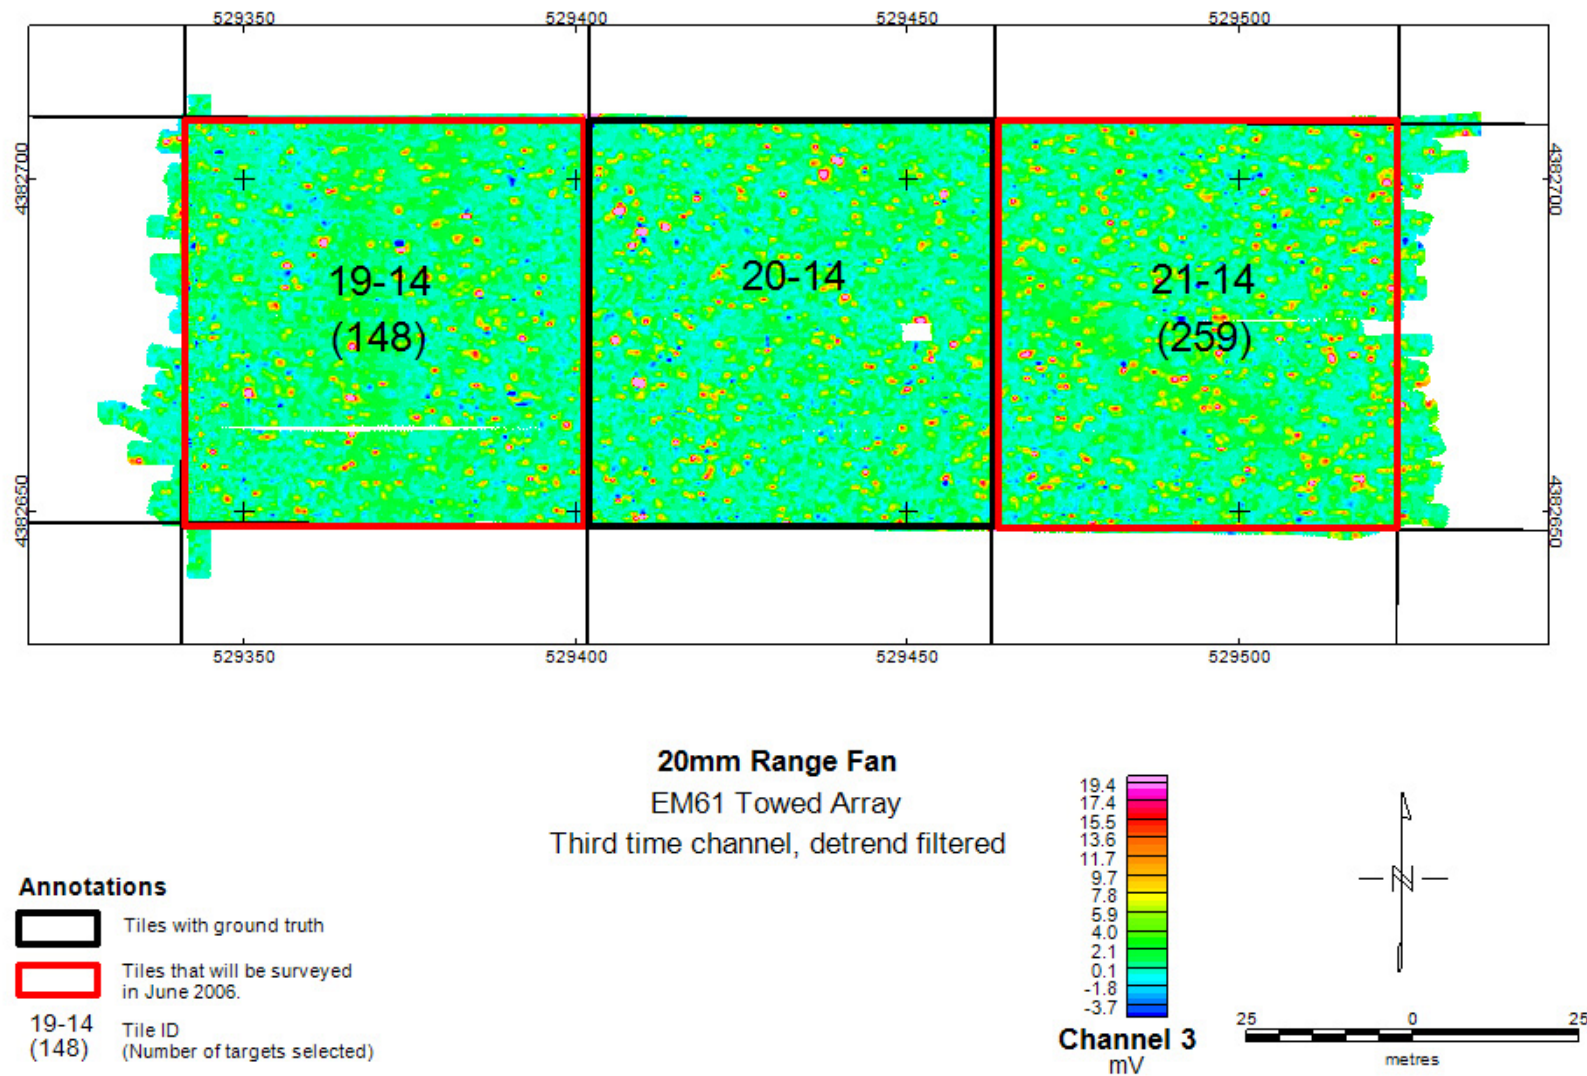 529350 529400 529450 529500
4382700 4382700
19-14 20-14 21-14
(148) (259)
4382650 4382650
529350 529400 529450 529500
20mm Range Fan
EM61 Towed Array
Third time channel, detrend filtered
Annotations
Tiles with ground truth
Tiles that will be surveyed
in June 2006.
19-14 Tile ID
(148) (Number of targets selected)
19.4
17.4
15.5
13.6
11.7
9.7
7.8
5.9
4.0
2.1
0.1
-1.8
-3.7
Channel 3
mV
N
25 0 25
metres